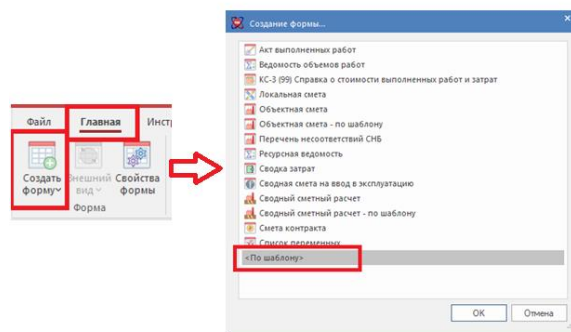 Файл Главная Инст
Создать форму
Внешний вид
Свойства формы
Форма
Создание формы...
Акт выполненных работ
Ведомость объемов работ
КС-3 (99) Справка о стоимости выполненных работ и затрат
Локальная смета
Объектная смета
Объектная смета - по шаблону
Перечень несоответствий СНБ
Ресурсная ведомость
Сводка затрат
Сводная смета на ввод в эксплуатацию
Сводный сметный расчет
Сводный сметный расчет - по шаблону
Смета контракта
Список переменных
<По шаблону>
ОК Отмена